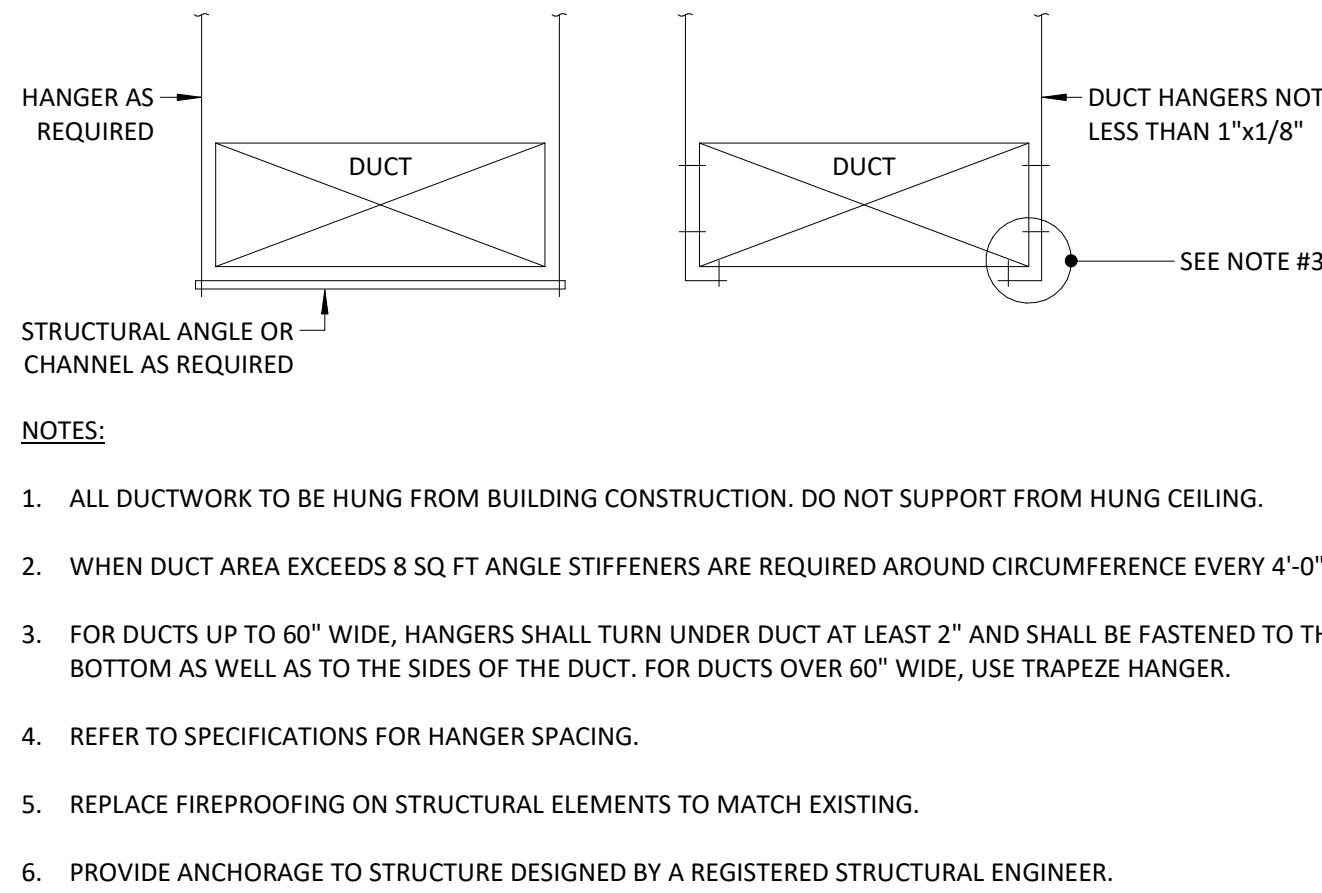 HANGER AS
REQUIRED
DUCT
STRUCTURAL ANGLE OR
CHANNEL AS REQUIRED
DUCT
DUCT HANGERS NOT
LESS THAN 1"x1/8"
SEE NOTE #3
NOTES:
1. ALL DUCTWORK TO BE HUNG FROM BUILDING CONSTRUCTION. DO NOT SUPPORT FROM HUNG CEILING.
2. WHEN DUCT AREA EXCEEDS 8 SQ FT ANGLE STIFFENERS ARE REQUIRED AROUND CIRCUMFERENCE EVERY 4'-0"
3. FOR DUCTS UP TO 60" WIDE, HANGERS SHALL TURN UNDER DUCT AT LEAST 2" AND SHALL BE FASTENED TO
BOTTOM AS WELL AS TO THE SIDES OF THE DUCT. FOR DUCTS OVER 60" WIDE, USE TRAPEZE HANGER.
4. REFER TO SPECIFICATIONS FOR HANGER SPACING.
5. REPLACE FIREPROOFING ON STRUCTURAL ELEMENTS TO MATCH EXISTING.
6. PROVIDE ANCHORAGE TO STRUCTURE DESIGNED BY A REGISTERED STRUCTURAL ENGINEER.